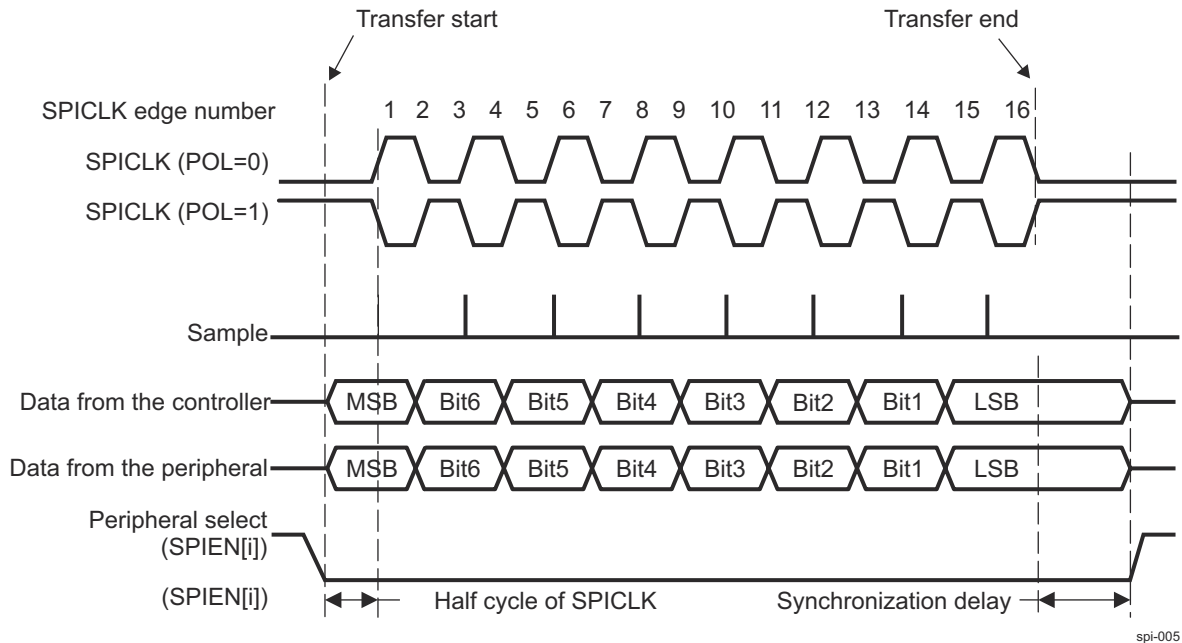 Transfer start
Transfer end
SPICLK edge number
1 2 3 4 5 6 7 8 9 10 11 12 13 14 15 16
SPICLK (POL=0)
SPICLK (POL=1)
Sample
Data from the controller
MSB Bit6 Bit5 Bit4 Bit3 Bit2 Bit1 LSB
Data from the peripheral
MSB Bit6 Bit5 Bit4 Bit3 Bit2 Bit1 LSB
Peripheral select
(SPIEN[i])
(SPIEN[i])
Half cycle of SPICLK
Synchronization delay
spi-005